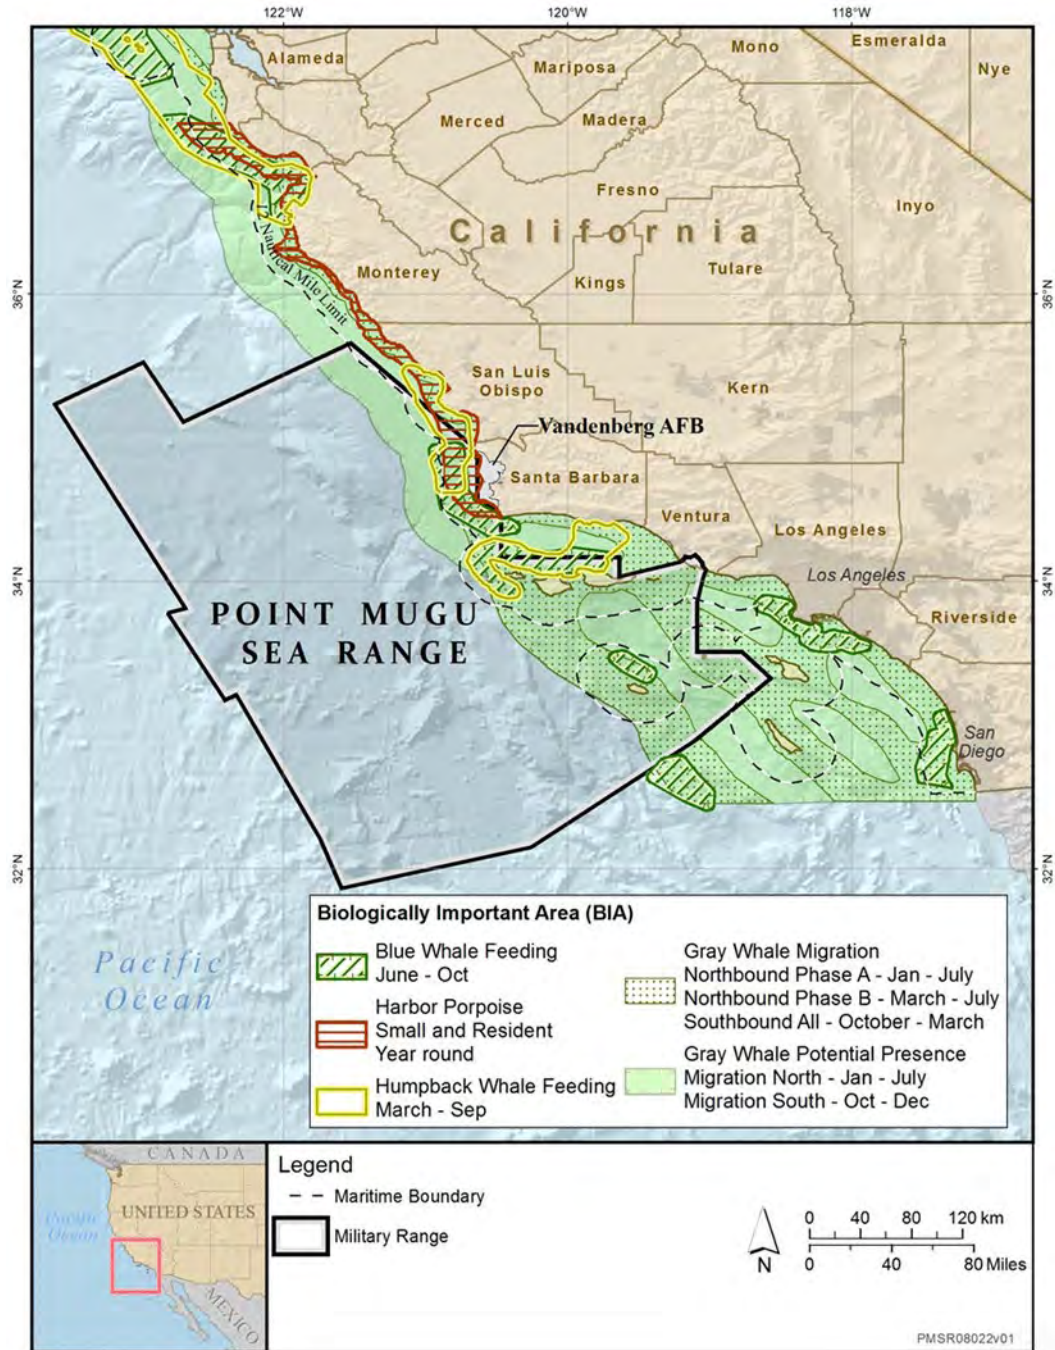 122°W
120°W
118°W
Alameda
Mono
Esmeralda
Mariposa
Nye
Merced
Madera
Fresno
Inyo
California
Monterey
Kings
Tulare
36°N
36°N
12 Nautical Mile Limit
San Luis
Obispo
Kern
Vandenberg AFB
Santa Barbara
Ventura
Los Angeles
34°N
34°N
Los Angeles
POINT MUGU
SEA RANGE
Riverside
San
Diego
32°N
32°N
Pacific
Ocean
Biologically Important Area (BIA)
Blue Whale Feeding
June - Oct
Harbor Porpoise
Small and Resident
Year round
Humpback Whale Feeding
March - Sep
Gray Whale Migration
Northbound Phase A - Jan - July
Northbound Phase B - March - July
Southbound All - October - March
Gray Whale Potential Presence
Migration North - Jan - July
Migration South - Oct - Dec
CANADA
Pacific
Ocean
UNITED STATES
MEXICO
Legend
Maritime Boundary
Military Range
N
0 40 80 120 km
0 40 80 Miles
PMSR08022v01